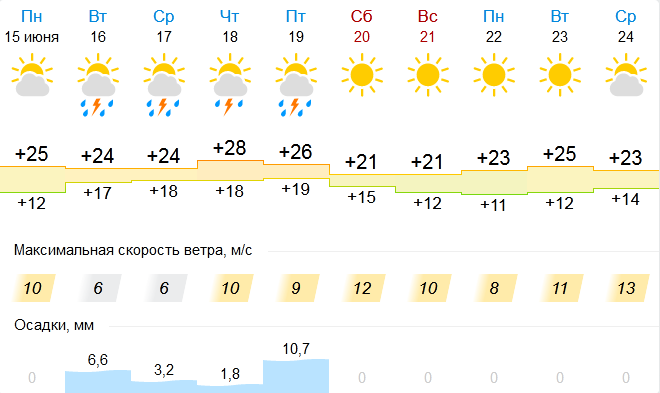 Пн Вт Ср Чт Пт Сб Вс Пн Вт Ср
15 июня 16 17 18 19 20 21 22 23 24
+25 +24 +24 +28 +26 +21 +21 +23 +25 +23
+12 +17 +18 +18 +19 +15 +12 +11 +12 +14
Максимальная скорость ветра, м/с
10 6 6 10 9 12 10 8 11 13
Осадки, мм
0 6,6 3,2 1,8 10,7 0 0 0 0 0